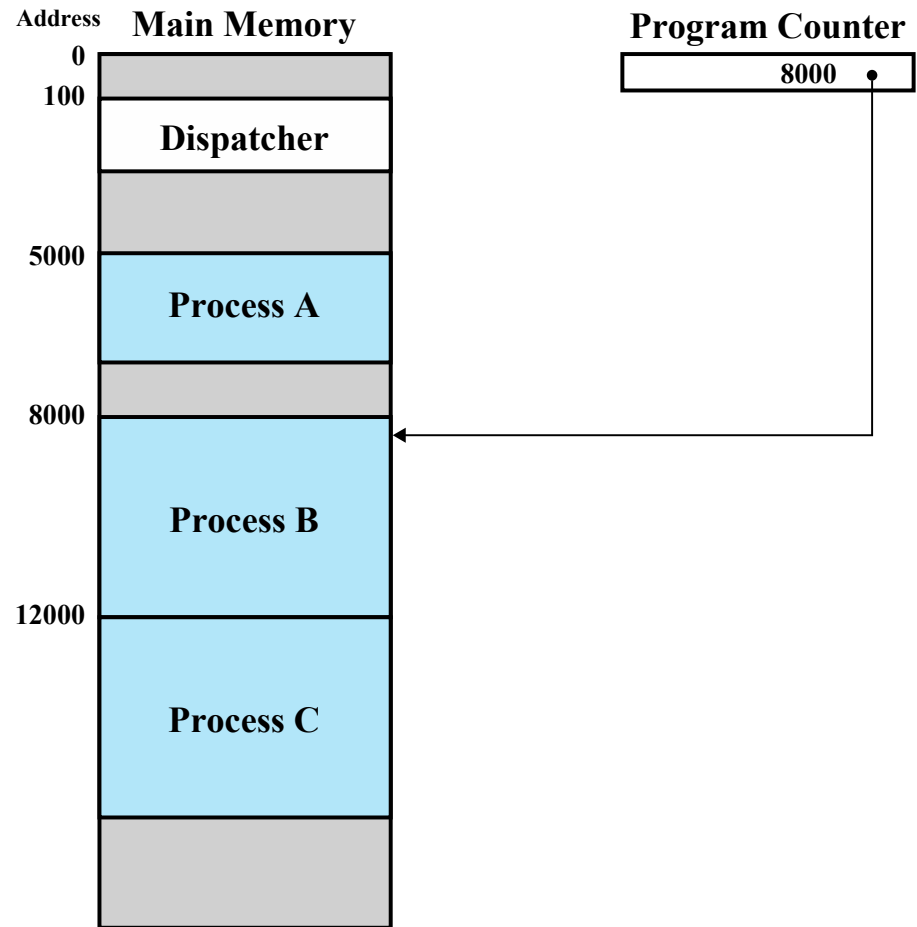 Address
Main Memory
Program Counter
0
8000
100
Dispatcher
5000
Process A
8000
Process B
12000
Process C